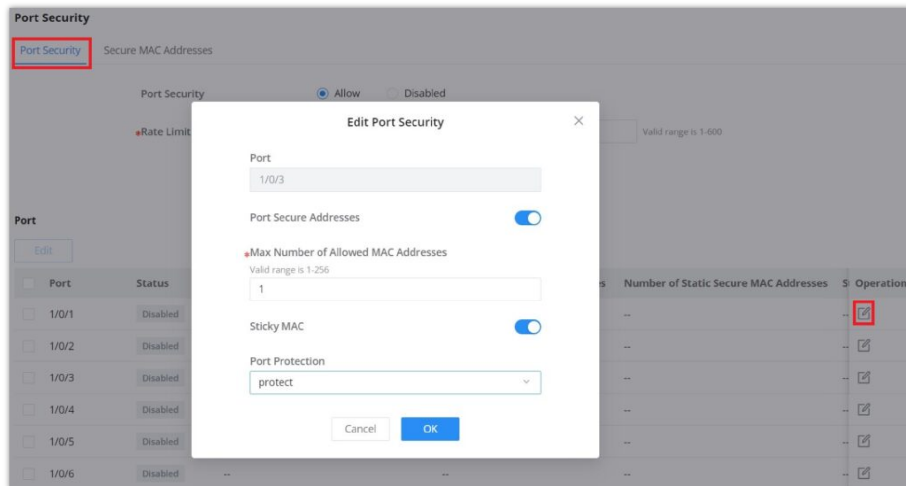 Port Security
Port Security Secure MAC Addresses
Port Security Allow Disabled
*Rate Limit Valid range is 1-600
Edit Port Security
Port
1/0/3
Port Secure Addresses
*Max Number of Allowed MAC Addresses
Valid range is 1-256
1
Sticky MAC
Port Protection
protect
Cancel OK
Port
Edit
Port Status Number of Static Secure MAC Addresses Operation
1/0/1 Disabled -- --
1/0/2 Disabled -- --
1/0/3 Disabled -- --
1/0/4 Disabled -- --
1/0/5 Disabled -- --
1/0/6 Disabled -- -- -- --